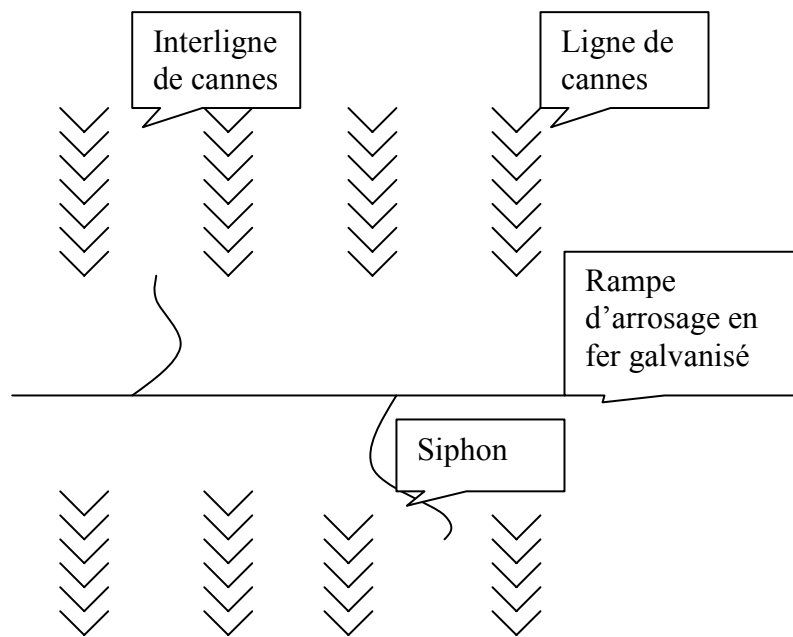 Interligne
de cannes
Ligne de
cannes
Rampe
d'arrosage en
fer galvanisé
Siphon